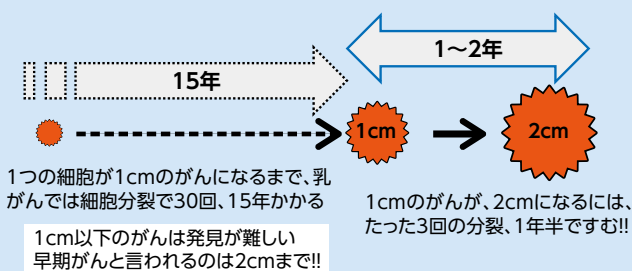 15年
1～2年
1cm
2cm
1つの細胞が1cmのがんになるまで、乳
がんでは細胞分裂で30回、15年かかる
1cmのがんが、2cmになるには、
たった3回の分裂、1年半ですむ!!
1cm以下のがんは発見が難しい
早期がんと言われるのは2cmまで!!